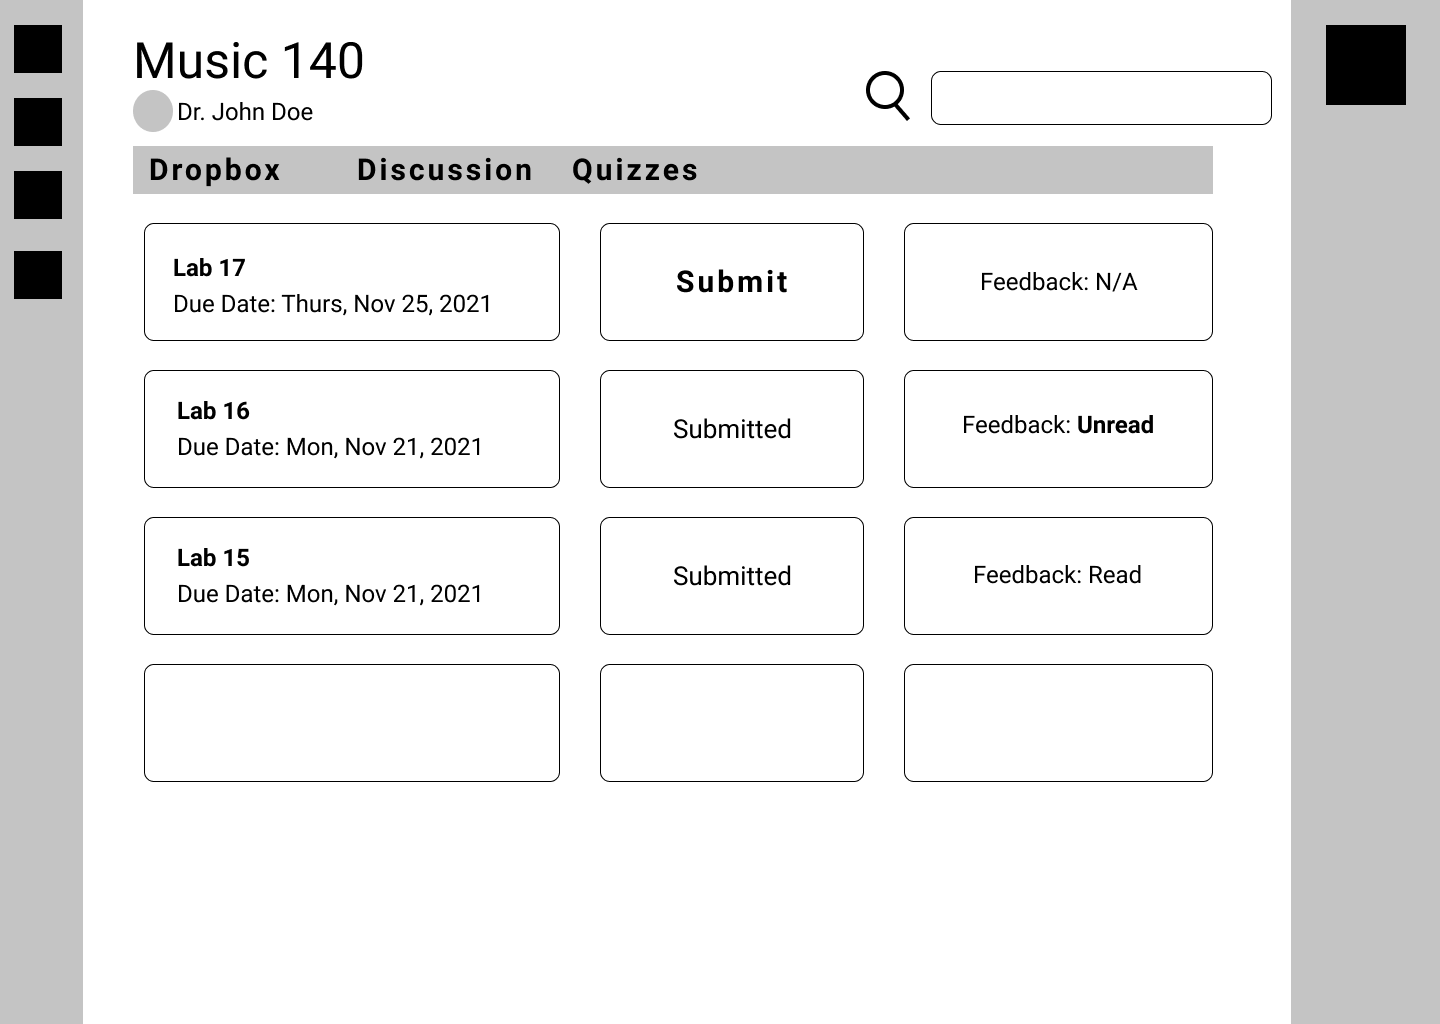 Music 140
Dr. John Doe
Dropbox Discussion Quizzes
Lab 17
Due Date: Thurs, Nov 25, 2021
Submit
Feedback: N/A
Lab 16
Due Date: Mon, Nov 21, 2021
Submitted
Feedback: Unread
Lab 15
Due Date: Mon, Nov 21, 2021
Submitted
Feedback: Read